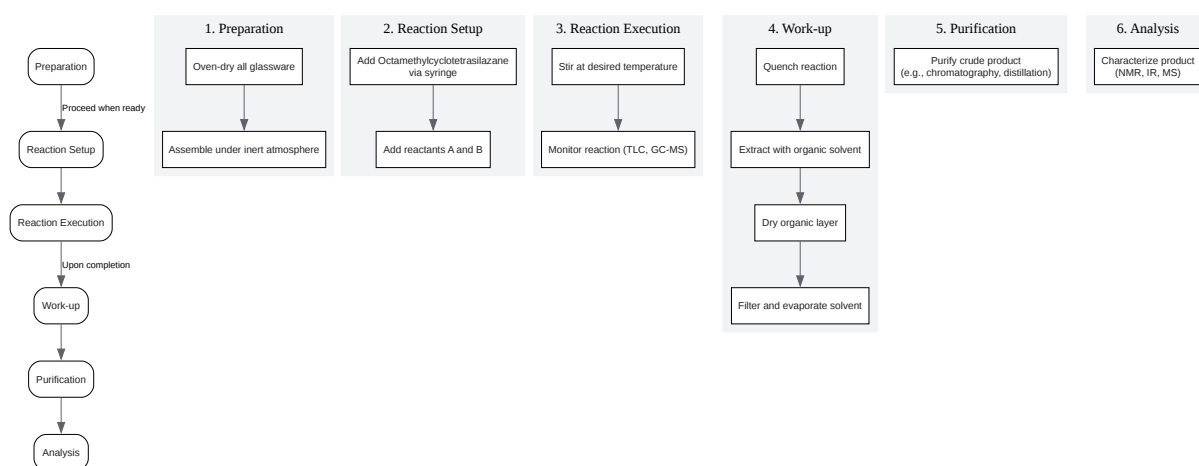 Preparation
Proceed when ready
Reaction Setup
Reaction Execution
Upon completion
Work-up
Purification
Analysis
1. Preparation
Oven-dry all glassware
Assemble under inert atmosphere
2. Reaction Setup
Add Octamethylcyclotetrasilazane
via syringe
Add reactants A and B
3. Reaction Execution
Stir at desired temperature
Monitor reaction (TLC, GC-MS)
4. Work-up
Quench reaction
Extract with organic solvent
Dry organic layer
Filter and evaporate solvent
5. Purification
Purify crude product
(e.g., chromatography, distillation)
6. Analysis
Characterize product
(NMR, IR, MS)